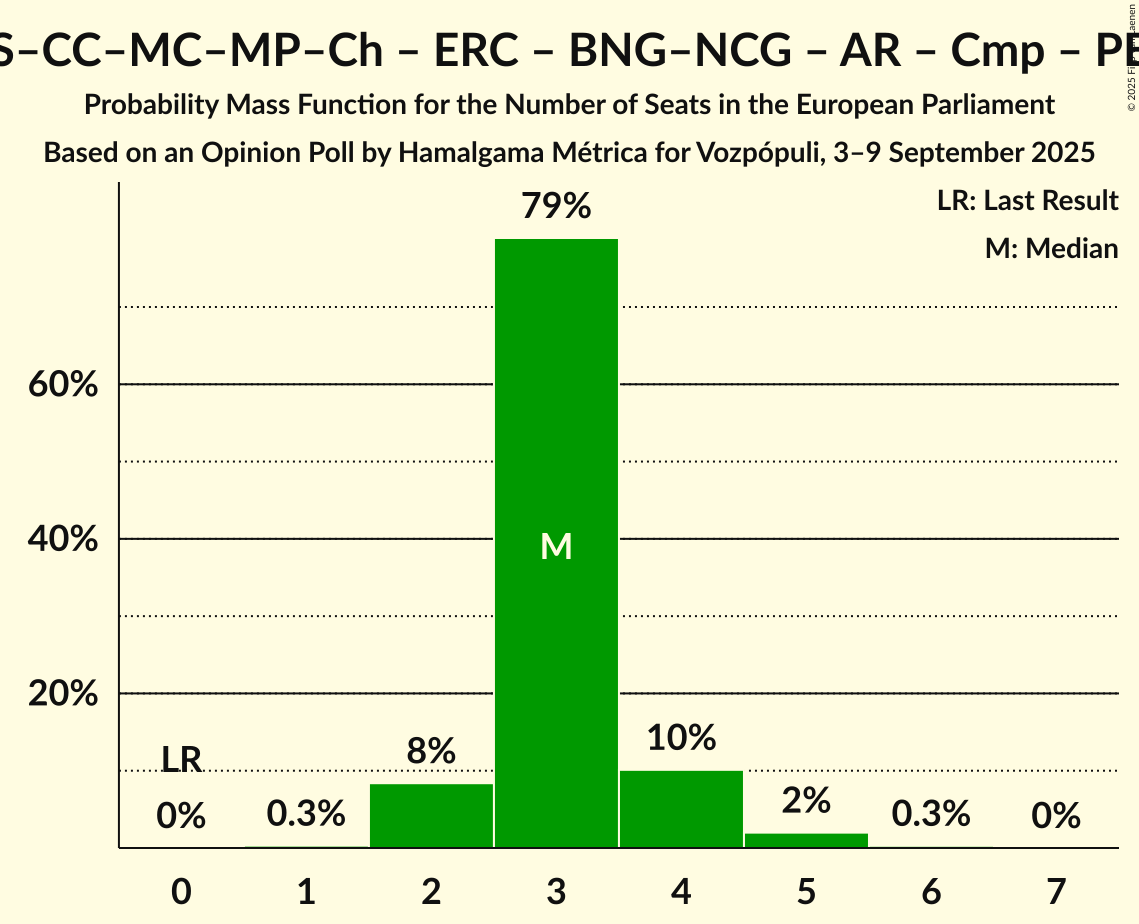 S–CC–MC–MP–Ch – ERC – BNG–NCG – AR – Cmp –
Probability Mass Function for the Number of Seats in the European Parliament
Based on an Opinion Poll by Hamalgama Métrica for Vozpópuli, 3–9 September 2025
© 2025
LR: Last Result
M: Median
79%
60%
M
40%
20%
LR
8%
10%
0%
0.3%
2%
0.3%
0%
0 1 2 3 4 5 6 7